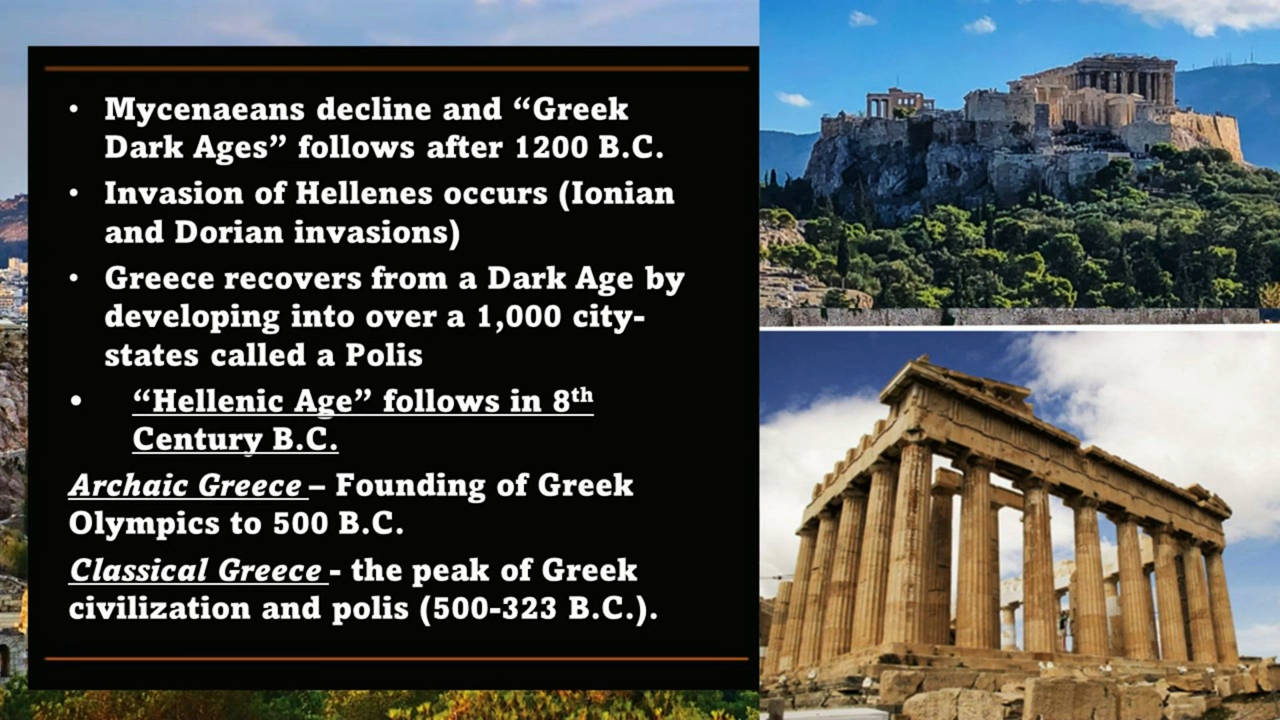 • Mycenaeans decline and “Greek
Dark Ages” follows after 1200 B.C.
• Invasion of Hellenes occurs (Ionian
and Dorian invasions)
• Greece recovers from a Dark Age by
developing into over a 1,000 city-
states called a Polis
• “Hellenic Age” follows in 8th
Century B.C.
Archaic Greece – Founding of Greek
Olympics to 500 B.C.
Classical Greece - the peak of Greek
civilization and polis (500-323 B.C.).